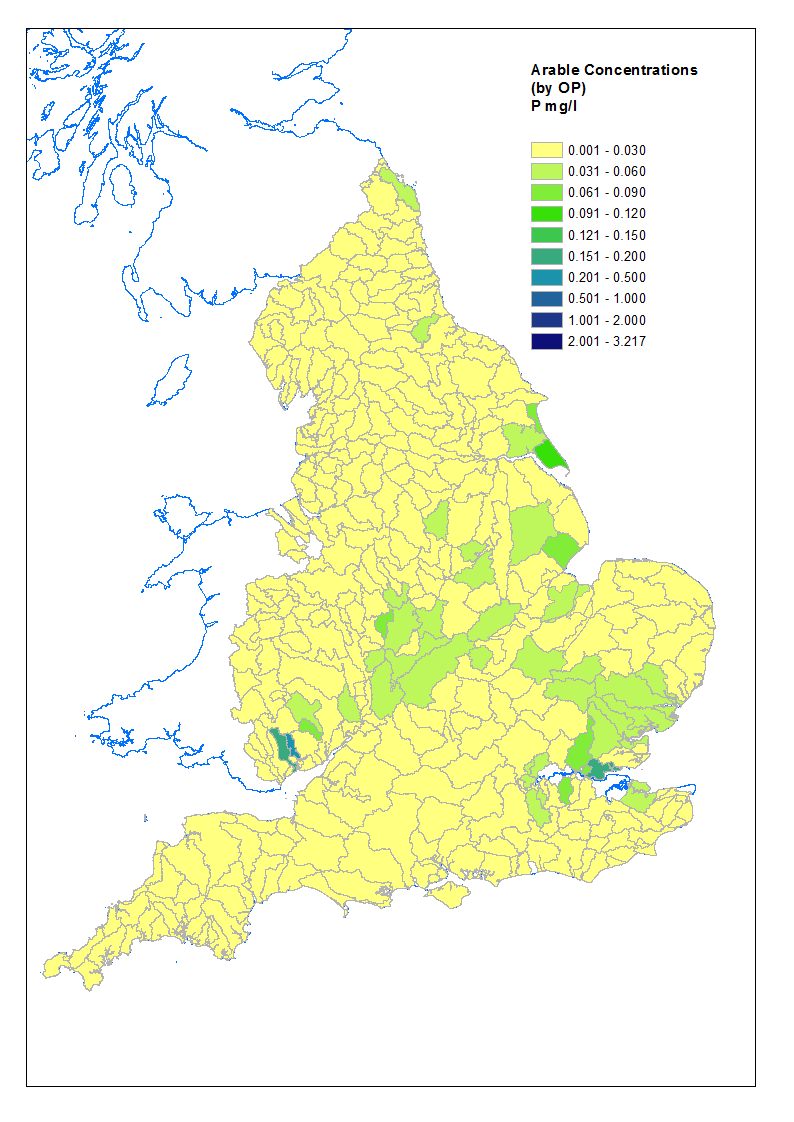 Arable Concentrations
(by OP)
P mg/l
0.001 - 0.030
0.031 - 0.060
0.061 - 0.090
0.091 - 0.120
0.121 - 0.150
0.151 - 0.200
0.201 - 0.500
0.501 - 1.000
1.001 - 2.000
2.001 - 3.217